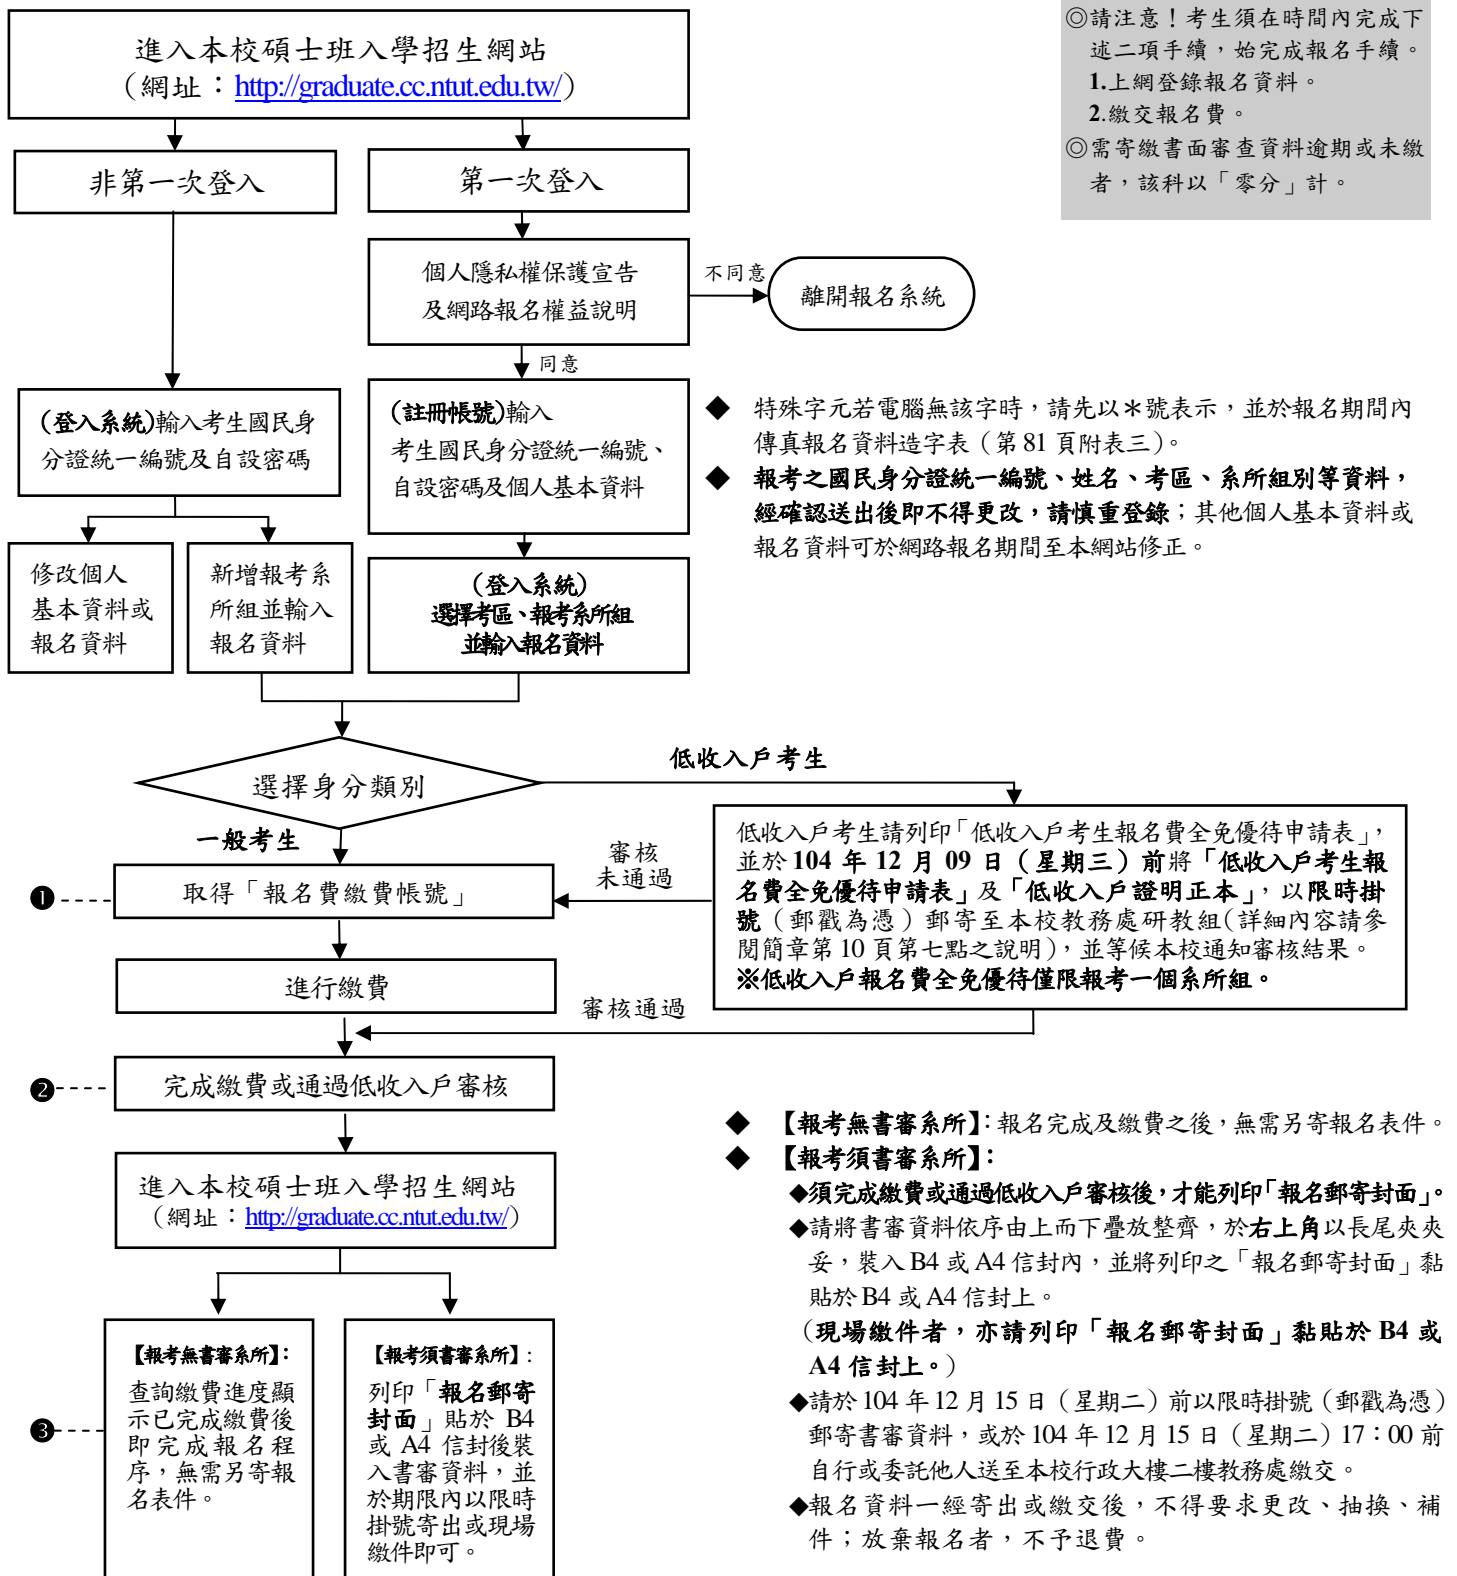 進入本校碩士班入學招生網站
（網址：http://graduate.cc.ntut.edu.tw/）
◎請注意！考生須在時間內完成下
述二項手續，始完成報名手續。
1.上網登錄報名資料。
2.繳交報名費。
◎需寄繳書面審查資料逾期或未繳
者，該科以「零分」計。
非第一次登入
第一次登入
個人隱私權保護宣告
及網路報名權益說明
不同意
離開報名系統
同意
(登入系統)輸入考生國民身
分證統一編號及自設密碼
(註冊帳號)輸入
考生國民身分證統一編號、
自設密碼及個人基本資料
◆ 特殊字元若電腦無該字時，請先以＊號表示，並於報名期間內
傳真報名資料造字表（第 81 頁附表三）。
◆ 報考之國民身分證統一編號、姓名、考區、系所組別等資料，
經確認送出後即不得更改，請慎重登錄；其他個人基本資料或
報名資料可於網路報名期間至本網站修正。
修改個人
基本資料或
報名資料
新增報考系
所組並輸入
報名資料
(登入系統)
選擇考區、報考系所組
並輸入報名資料
選擇身分類別
低收入戶考生
一般考生
低收入戶考生請列印「低收入戶考生報名費全免優待申請表」，
並於 104 年 12 月 09 日（星期三）前將「低收入戶考生報
名費全免優待申請表」及「低收入戶證明正本」，以限時掛
號（郵戳為憑）郵寄至本校教務處研教組(詳細內容請參
閱簡章第 10 頁第七點之說明)，並等候本校通知審核結果。
※低收入戶報名費全免優待僅限報考一個系所組。
審核
未通過
❶
取得「報名費繳費帳號」
進行繳費
審核通過
❷
完成繳費或通過低收入戶審核
進入本校碩士班入學招生網站
（網址：http://graduate.cc.ntut.edu.tw/）
◆ 【報考無書審系所】：報名完成及繳費之後，無需另寄報名表件。
◆ 【報考須書審系所】：
◆須完成繳費或通過低收入戶審核後，才能列印「報名郵寄封面」。
◆請將書審資料依序由上而下疊放整齊，於右上角以長尾夾夾
妥，裝入 B4 或 A4 信封內，並將列印之「報名郵寄封面」黏
貼於 B4 或 A4 信封上。
（現場繳件者，亦請列印「報名郵寄封面」黏貼於 B4 或
A4 信封上。）
◆請於 104 年 12 月 15 日（星期二）前以限時掛號（郵戳為憑）
郵寄書審資料，或於 104 年 12 月 15 日（星期二）17：00 前
自行或委託他人送至本校行政大樓二樓教務處繳交。
◆報名資料一經寄出或繳交後，不得要求更改、抽換、補
件；放棄報名者，不予退費。
❸
【報考無書審系所】：
查詢繳費進度顯
示已完成繳費後
即完成報名程
序，無需另寄報
名表件。
【報考須書審系所】：
列印「報名郵寄
封面」貼於 B4
或 A4 信封後裝
入書審資料，並
於期限內以限時
掛號寄出或現場
繳件即可。